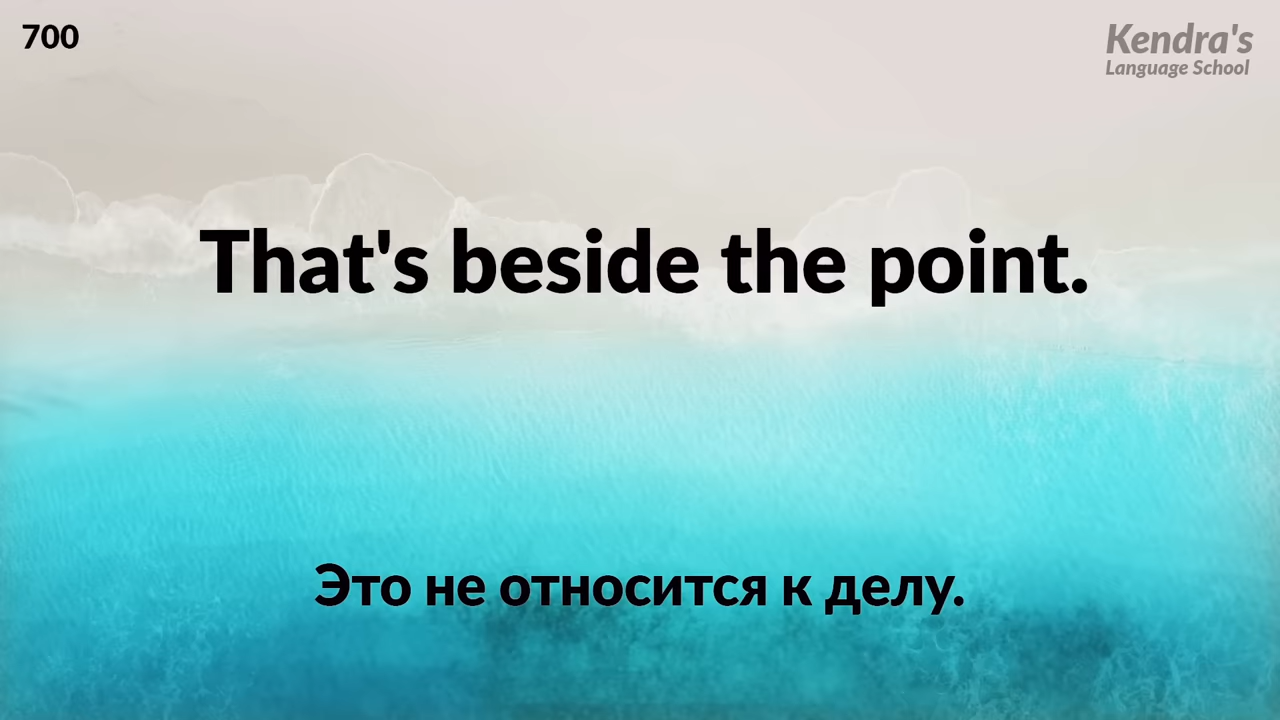 700
Kendra's
Language School
That's beside the point.
Это не относится к делу.